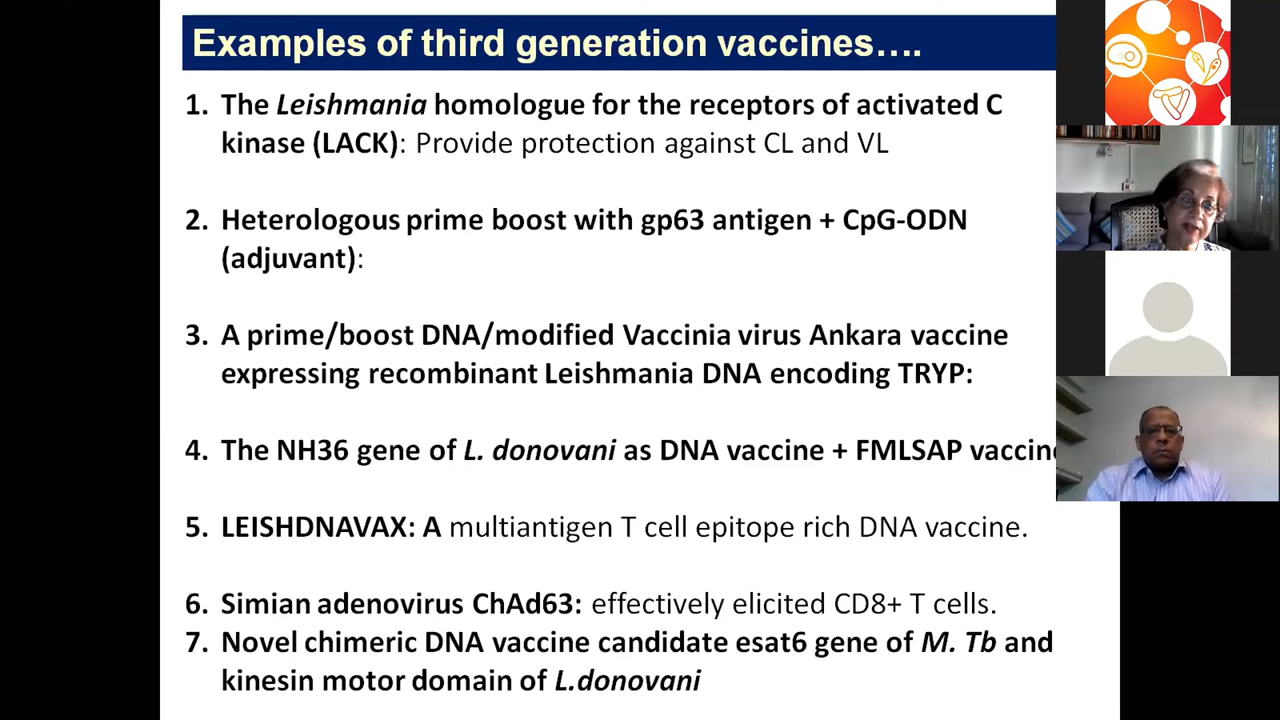 Examples of third generation vaccines....
1. The Leishmania homologue for the receptors of activated C
kinase (LACK): Provide protection against CL and VL
2. Heterologous prime boost with gp63 antigen + CpG-ODN
(adjuvant):
3. A prime/boost DNA/modified Vaccinia virus Ankara vaccine
expressing recombinant Leishmania DNA encoding TRYP:
4. The NH36 gene of L. donovani as DNA vaccine + FMLSAP vaccin
5. LEISHDNAVAX: A multiantigen T cell epitope rich DNA vaccine.
6. Simian adenovirus ChAd63: effectively elicited CD8+ T cells.
7. Novel chimeric DNA vaccine candidate esat6 gene of M. Tb and
kinesin motor domain of L.donovani